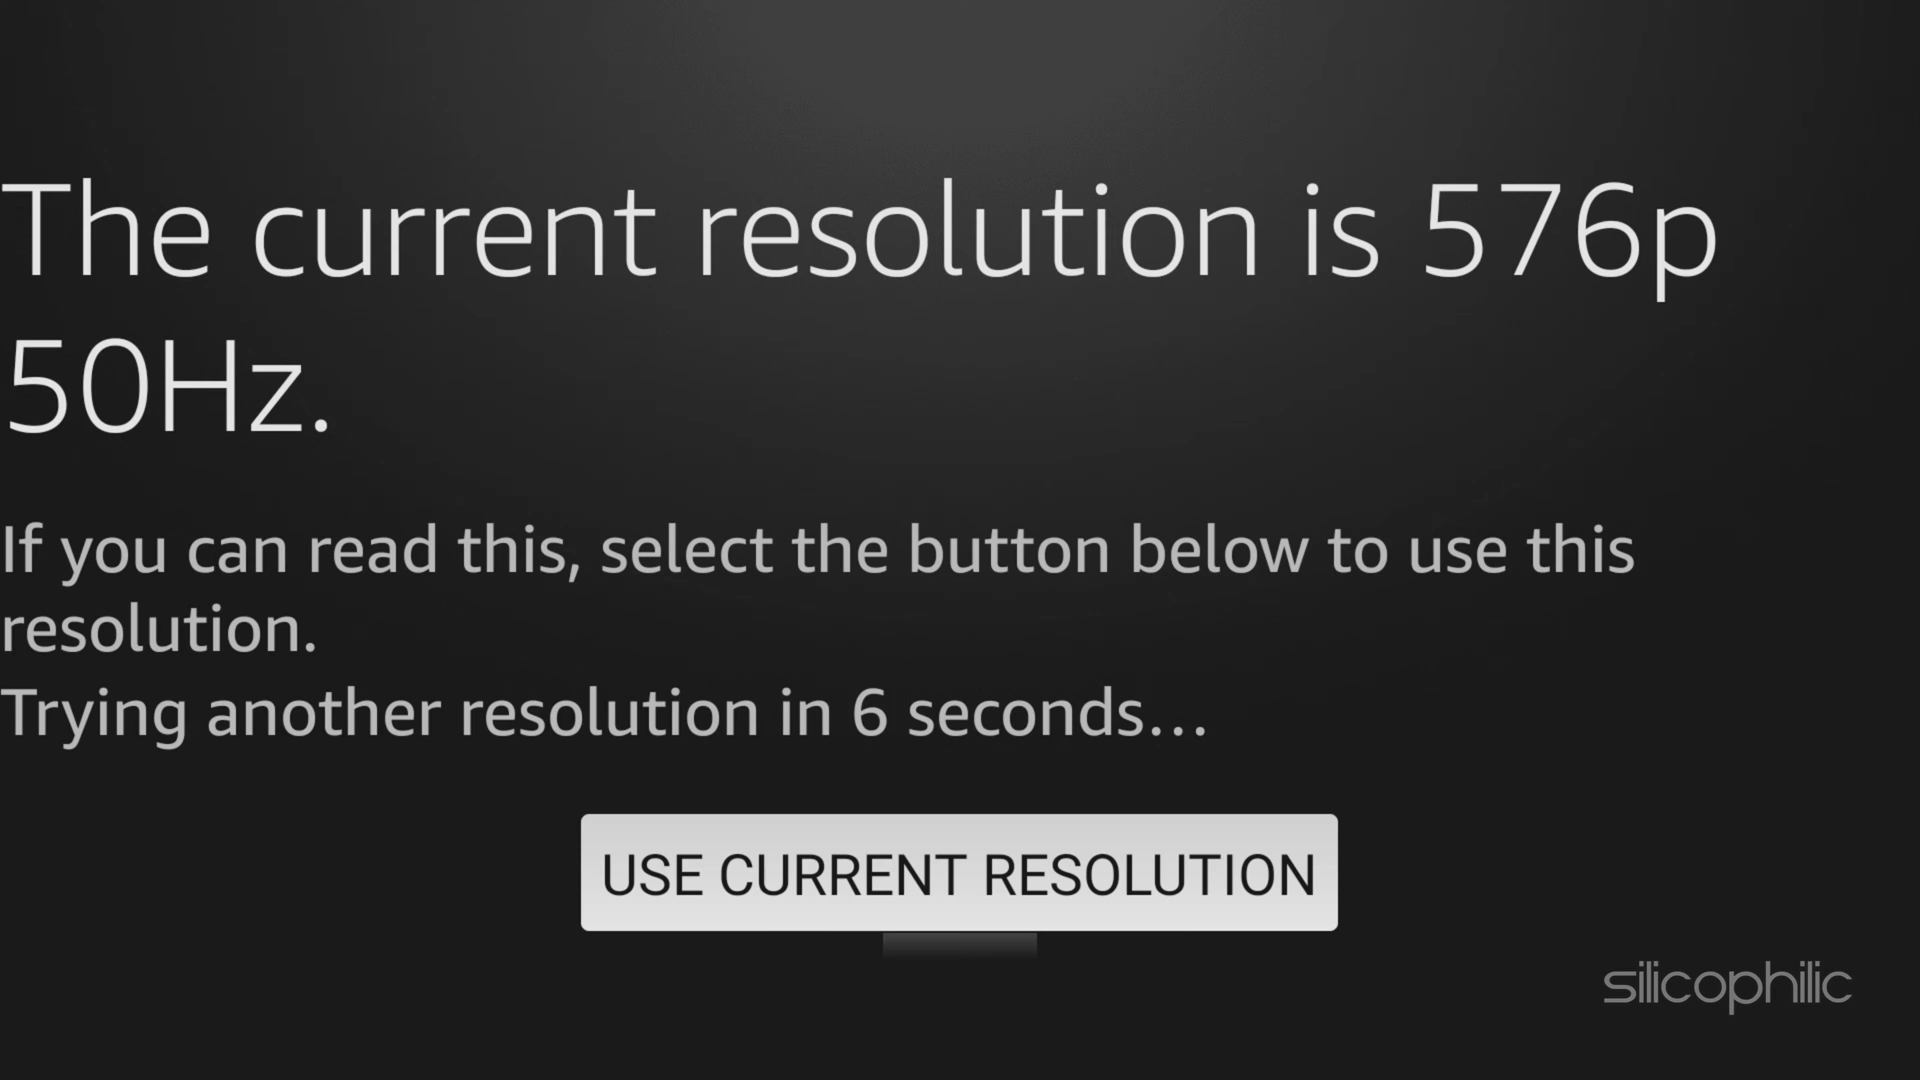 The current resolution is 576p
50Hz.
If you can read this, select the button below to use this
resolution.
Trying another resolution in 6 seconds...
USE CURRENT RESOLUTION
silicophilic